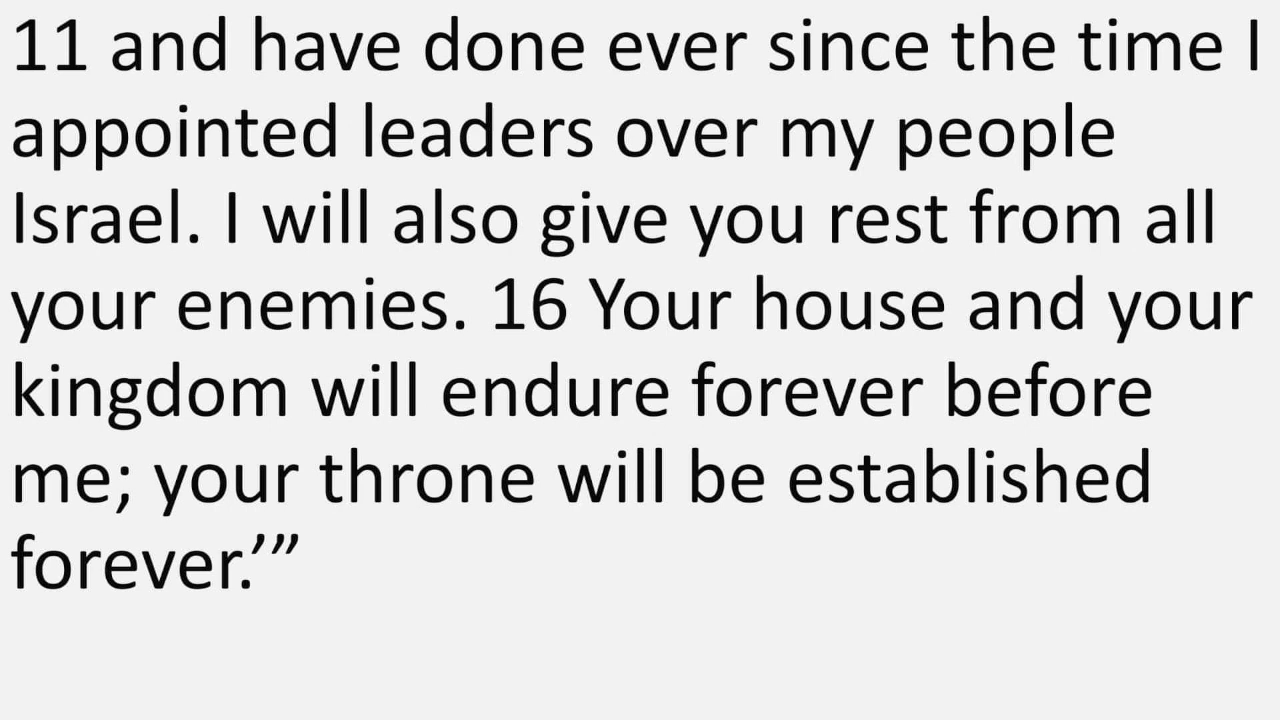 11 and have done ever since the time I
appointed leaders over my people
Israel. I will also give you rest from all
your enemies. 16 Your house and your
kingdom will endure forever before
me; your throne will be established
forever.’”